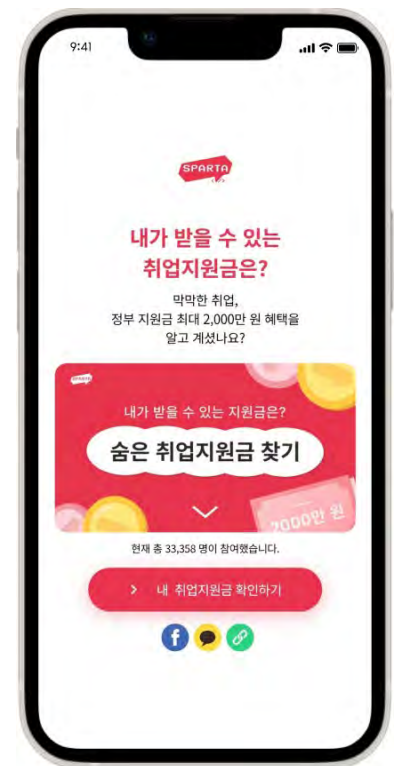 9:41
SPARTA
내가 받을 수 있는
취업지원금은?
막막한 취업,
정부 지원금 최대 2,000만 원 혜택을
알고 계셨나요?
내가 받을 수 있는 지원금은?
숨은 취업지원금 찾기
2000만 원
현재 총 33,358 명이 참여했습니다.
> 내 취업지원금 확인하기